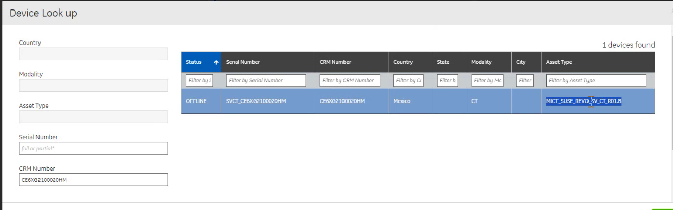 Device Look up
1 devices found
Country
Modality
Asset Type
Serial Number
CRM Number
CE6XG2100020HM
Status Serial Number CRM Number Country State Modality City Asset Type
Filter by Serial Number Filter by CRM Number Filter Filter by Asset Type
OFFLINE Mexico CT